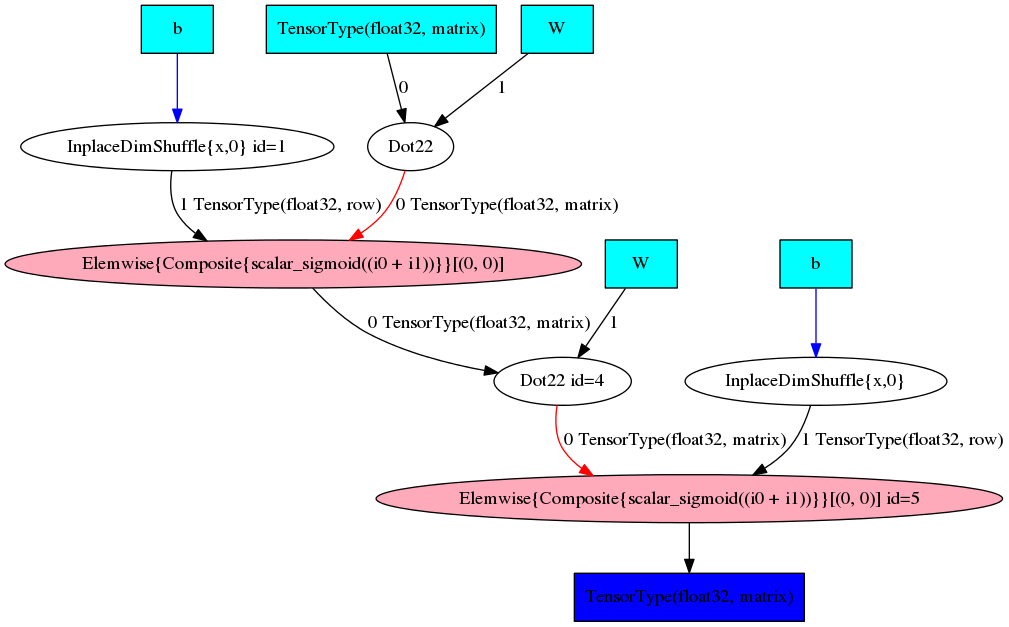 b
TensorType(float32, matrix)
W
0
1
InplaceDimShuffle{x,0} id=1
Dot22
1 TensorType(float32, row)
0 TensorType(float32, matrix)
Elemwise{Composite{scalar_sigmoid((i0 + i1))}}[(0, 0)]
W
b
0 TensorType(float32, matrix)
1
Dot22 id=4
InplaceDimShuffle{x,0}
0 TensorType(float32, matrix)
1 TensorType(float32, row)
Elemwise{Composite{scalar_sigmoid((i0 + i1))}}[(0, 0)] id=5
TensorType(float32, matrix)